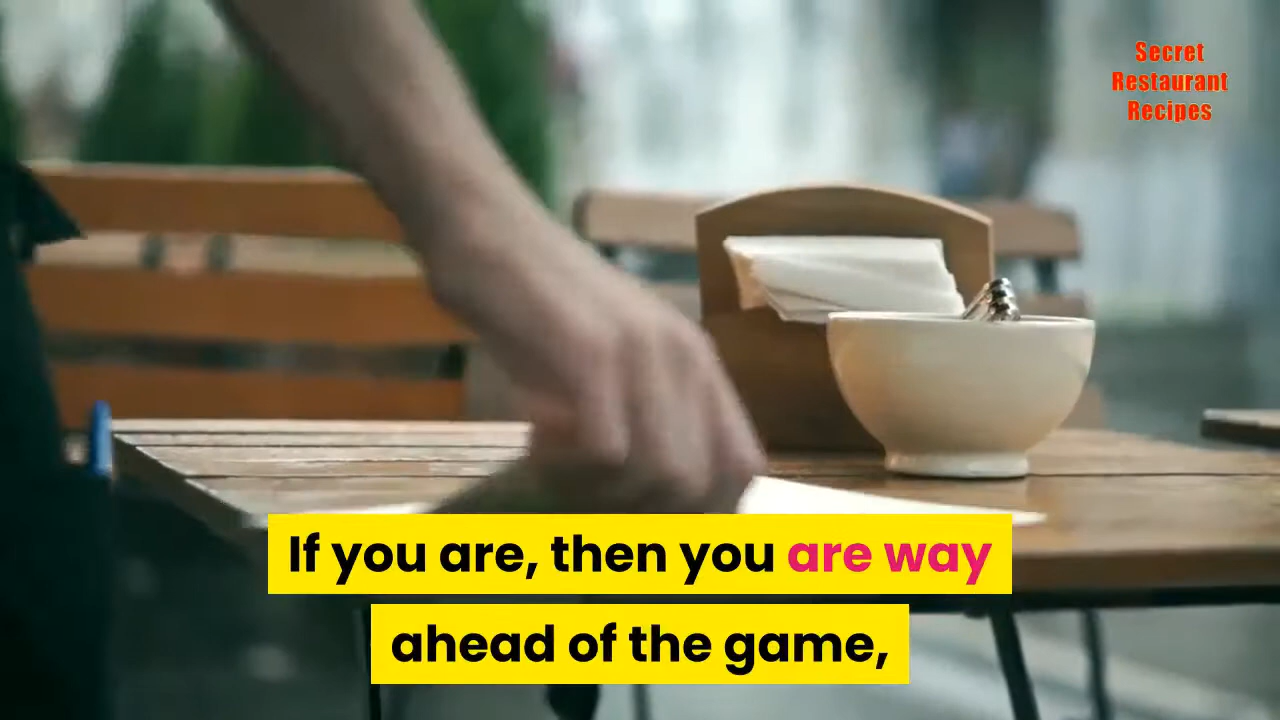 Secret
Restaurant
Recipes
If you are, then you are way
ahead of the game,